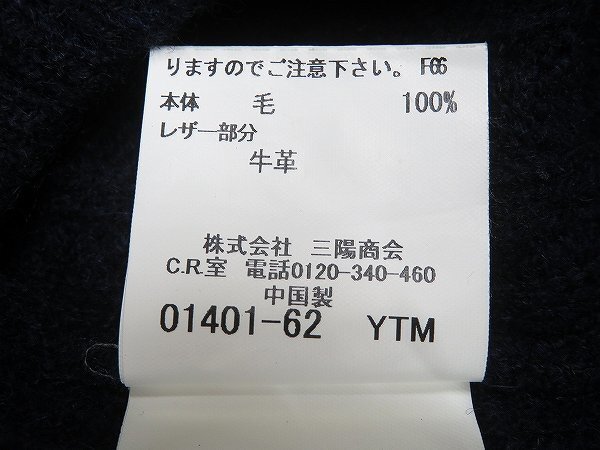 りますのでご注意下さい。 F66
本体 毛 100%
レザー部分
牛革
株式会社 三陽商会
C.R.室 電話0120-340-460
中国製
01401-62 YTM